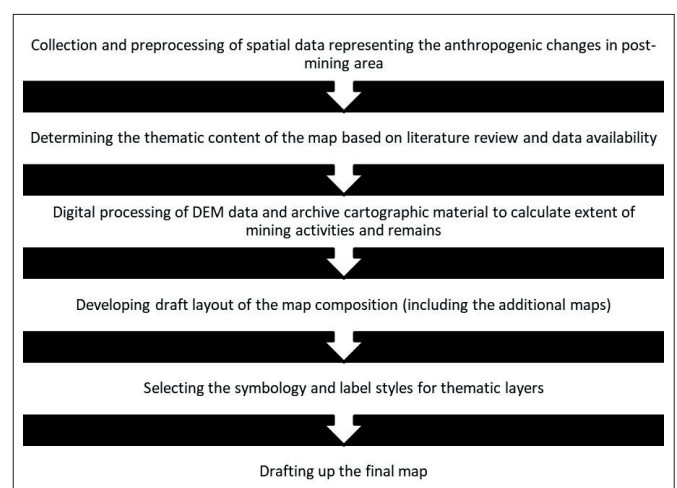 Collection and preprocessing of spatial data representing the anthropogenic changes in post-
mining area
Determining the thematic content of the map based on literature review and data availability
Digital processing of DEM data and archive cartographic material to calculate extent of
mining activities and remains
Developing draft layout of the map composition (including the additional maps)
Selecting the symbology and label styles for thematic layers
Drafting up the final map